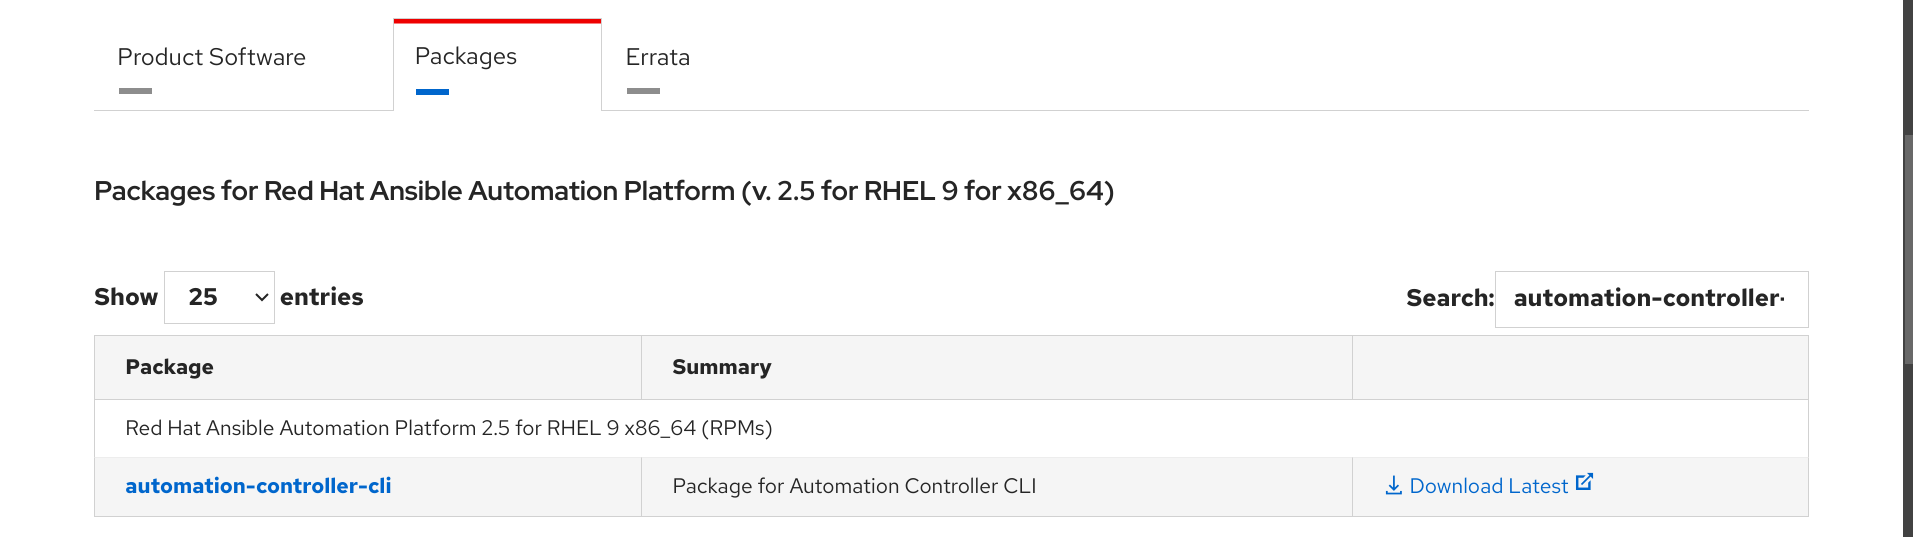 Product Software Packages Errata
Packages for Red Hat Ansible Automation Platform (v. 2.5 for RHEL 9 for x86_64)
Show 25 entries Search: automation-controller-
Package Summary
Red Hat Ansible Automation Platform 2.5 for RHEL 9 x86_64 (RPMs)
automation-controller-cli Package for Automation Controller CLI Download Latest